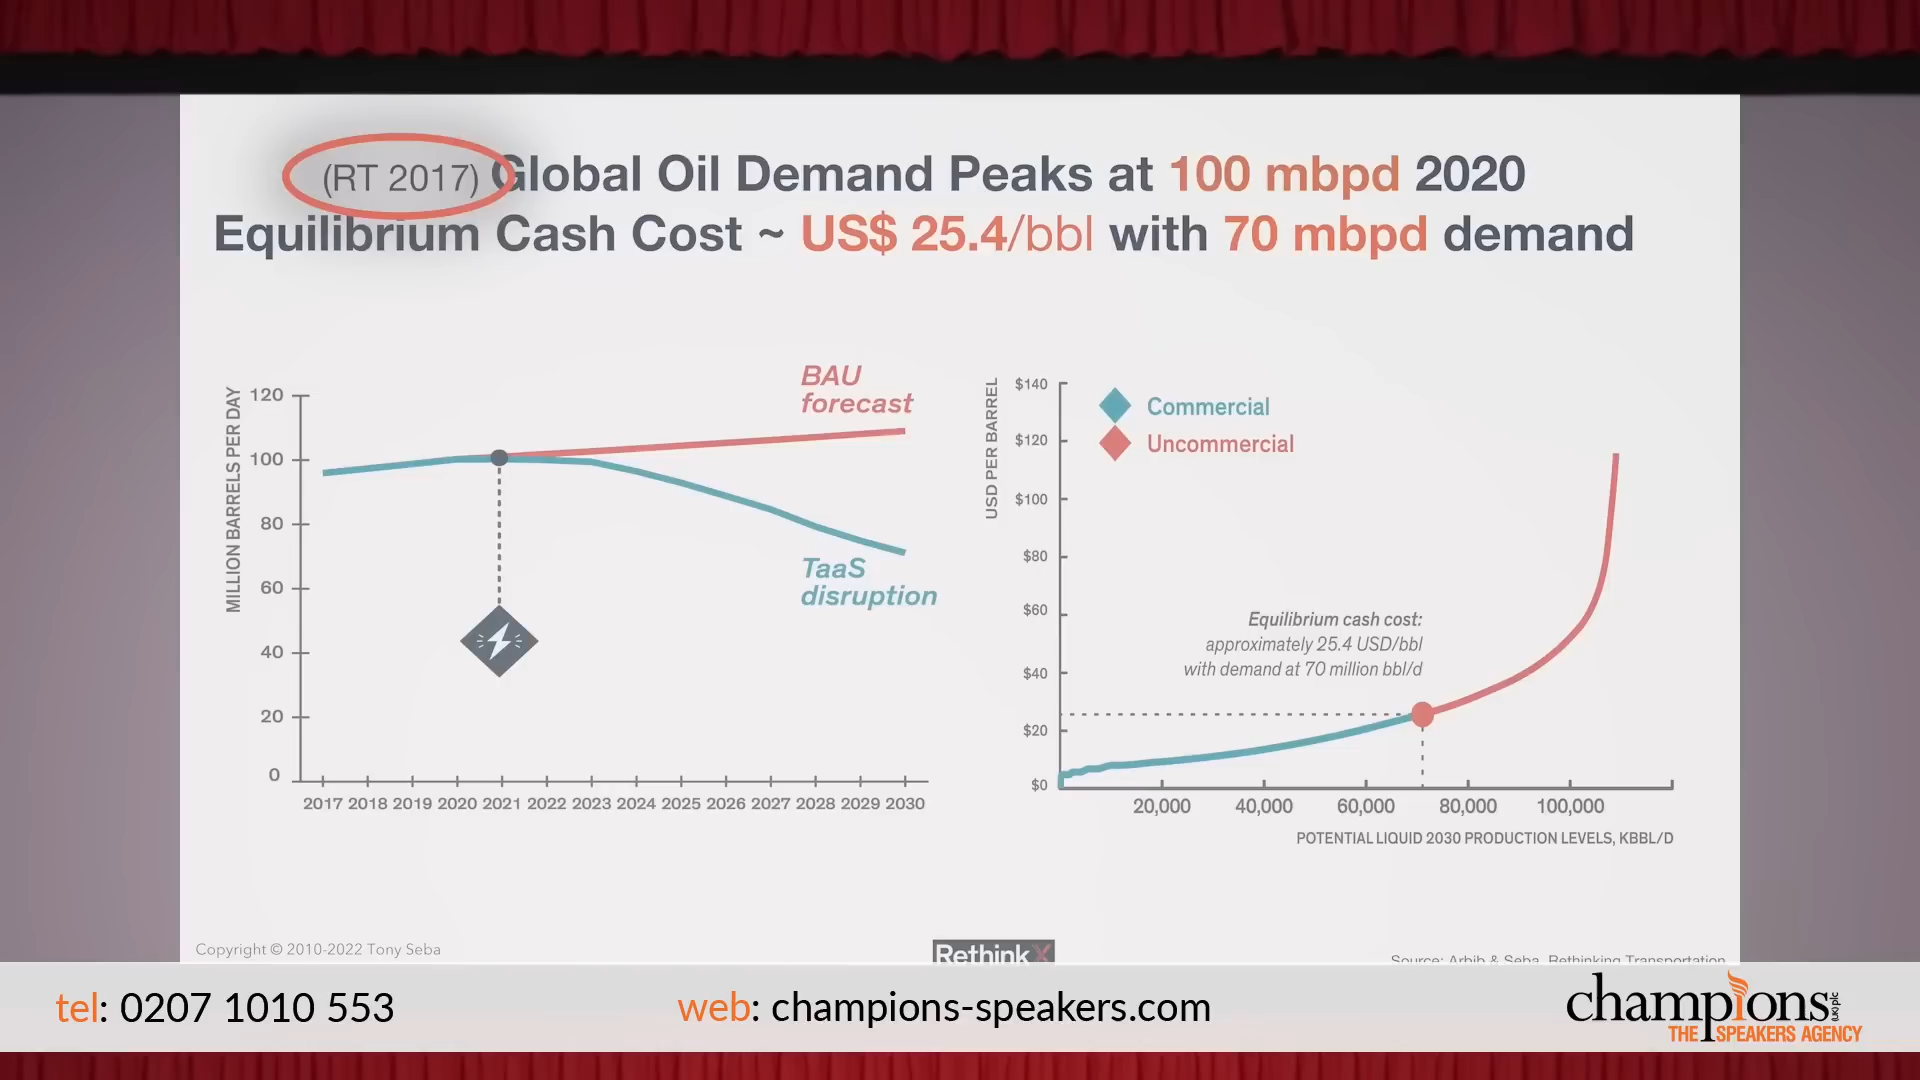 (RT 2017) Global Oil Demand Peaks at 100 mbpd 2020
Equilibrium Cash Cost ~ US$ 25.4/bbl with 70 mbpd demand
MILLION BARRELS PER DAY
120
100
80
60
40
20
0
2017 2018 2019 2020 2021 2022 2023 2024 2025 2026 2027 2028 2029 2030
BAU
forecast
TaaS
disruption
USD PER BARREL
$140
$120
$100
$80
$60
$40
$20
$0
Commercial
Uncommercial
Equilibrium cash cost:
approximately 25.4 USD/bbl
with demand at 70 million bbl/d
20,000 40,000 60,000 80,000 100,000
POTENTIAL LIQUID 2030 PRODUCTION LEVELS, KBBL/D
Copyright © 2010-2022 Tony Seba
RethinkX
Source: Arbib & Seba, Rethinking Transportation
tel: 0207 1010 553
web: champions-speakers.com
champions (UK) plc
THE SPEAKERS AGENCY